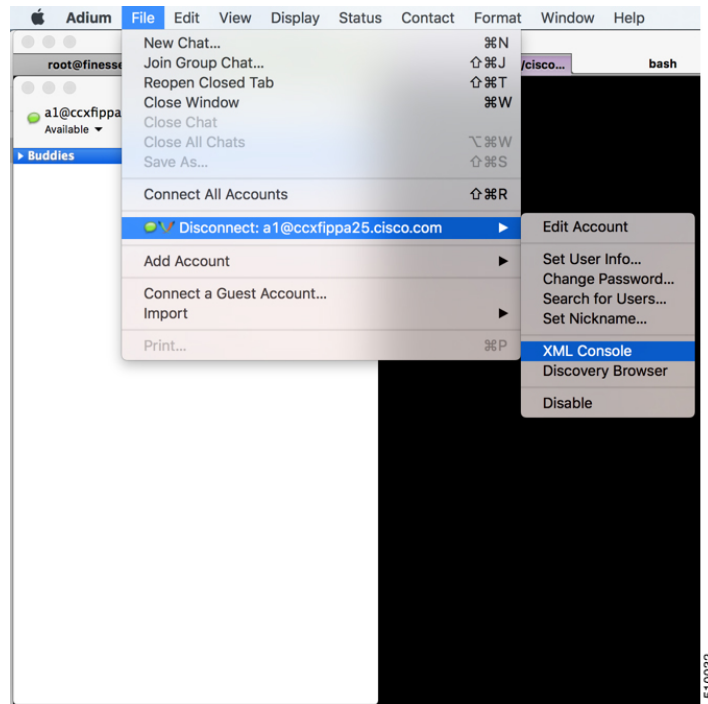 Adium File Edit View Display Status Contact Format Window Help
root@finesse /cisco... bash
New Chat... ⌘N
Join Group Chat... ⇧⌘J
Reopen Closed Tab ⇧⌘T
Close Window ⌘W
Close Chat
Close All Chats ⌥⌘W
Save As... ⇧⌘S
Connect All Accounts ⇧⌘R
Disconnect: a1@ccxfippa25.cisco.com
Add Account
Connect a Guest Account...
Import
Print... ⌘P
a1@ccxfippa
Available
Buddies
Edit Account
Set User Info...
Change Password...
Search for Users...
Set Nickname...
XML Console
Discovery Browser
Disable